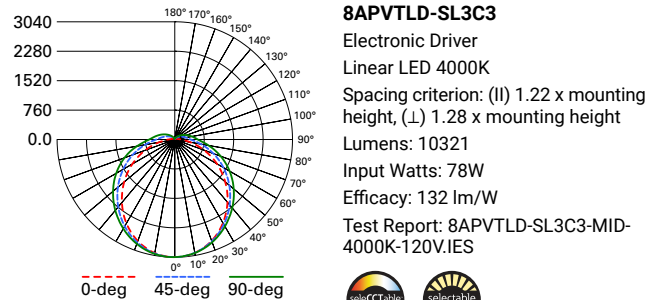 180° 170° 160° 150° 140° 130° 120° 110° 100° 90° 80° 70° 60° 50° 40° 30° 20° 10° 0°
3040
2280
1520
760
0.0
0-deg 45-deg 90-deg
8APVTLD-SL3C3
Electronic Driver
Linear LED 4000K
Spacing criterion: (II) 1.22 x mounting
height, (⊥) 1.28 x mounting height
Lumens: 10321
Input Watts: 78W
Efficacy: 132 lm/W
Test Report: 8APVTLD-SL3C3-MID-
4000K-120V.IES
seleCCTable
selectable